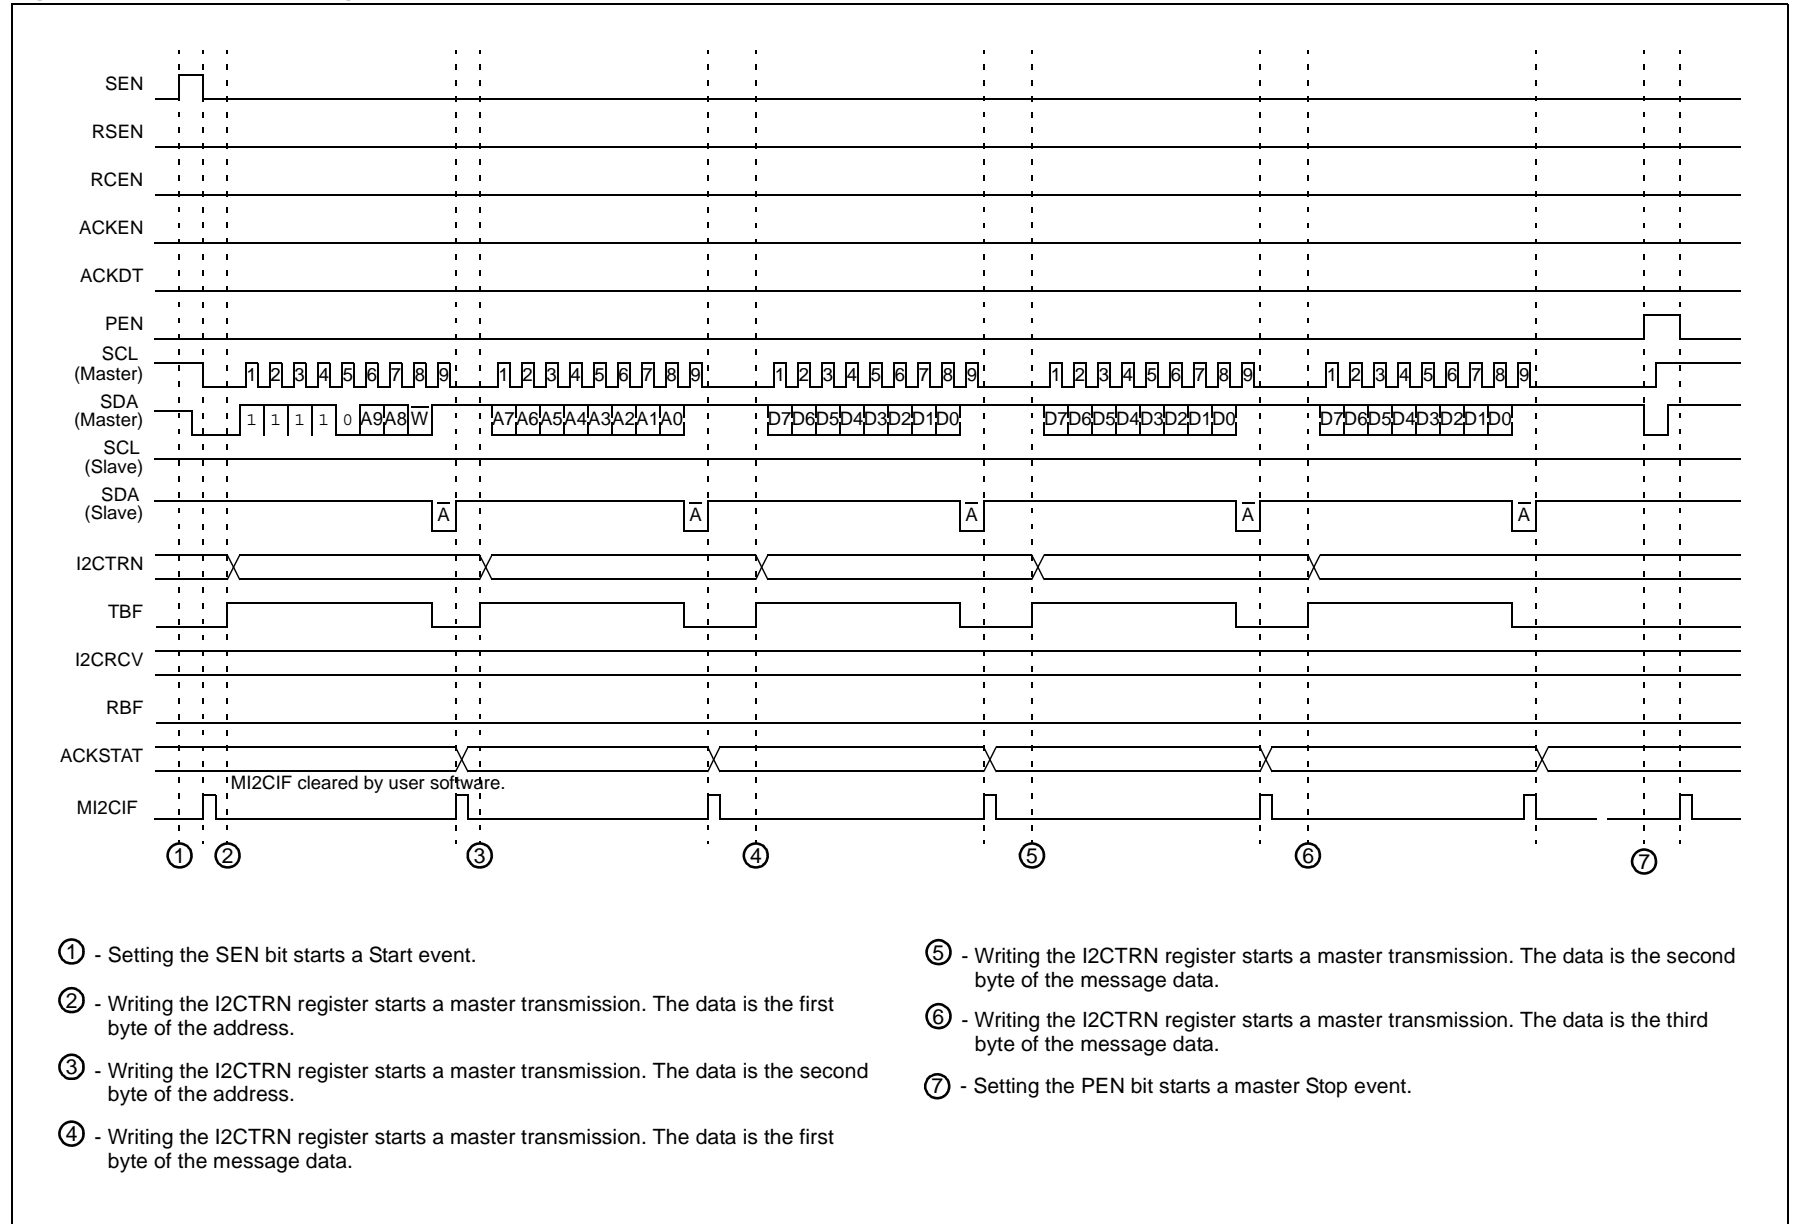 SEN
RSEN
RCEN
ACKEN
ACKDT
PEN
SCL
(Master)
1 2 3 4 5 6 7 8 9 1 2 3 4 5 6 7 8 9 1 2 3 4 5 6 7 8 9 1 2 3 4 5 6 7 8 9 1 2 3 4 5 6 7 8 9
SDA
(Master)
1 1 1 1 0 A9 A8 W̅ A7 A6 A5 A4 A3 A2 A1 A0 D7 D6 D5 D4 D3 D2 D1 D0 D7 D6 D5 D4 D3 D2 D1 D0 D7 D6 D5 D4 D3 D2 D1 D0
SCL
(Slave)
SDA
(Slave)
A̅ A̅ A̅ A̅ A̅
I2CTRN
TBF
I2CRCV
RBF
ACKSTAT
MI2CIF cleared by user software.
MI2CIF
① ② ③ ④ ⑤ ⑥ ⑦
① - Setting the SEN bit starts a Start event.
② - Writing the I2CTRN register starts a master transmission. The data is the first
byte of the address.
③ - Writing the I2CTRN register starts a master transmission. The data is the second
byte of the address.
④ - Writing the I2CTRN register starts a master transmission. The data is the first
byte of the message data.
⑤ - Writing the I2CTRN register starts a master transmission. The data is the second
byte of the message data.
⑥ - Writing the I2CTRN register starts a master transmission. The data is the third
byte of the message data.
⑦ - Setting the PEN bit starts a master Stop event.